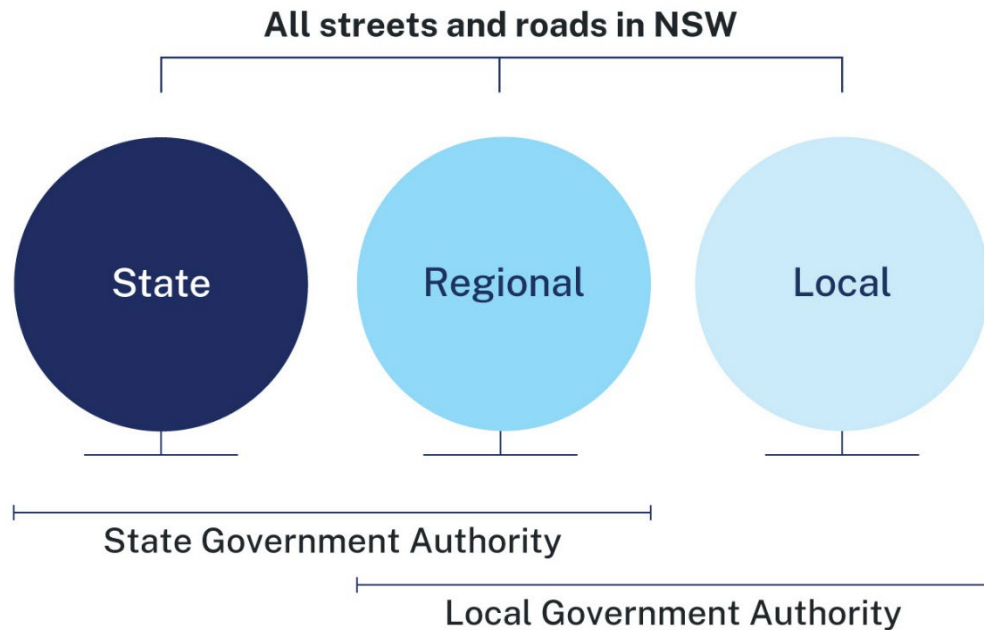 All streets and roads in NSW
State
Regional
Local
State Government Authority
Local Government Authority